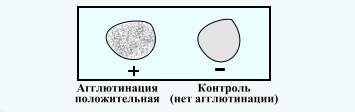 + −
Агглютинация Контроль
положительная (нет агглютинации)